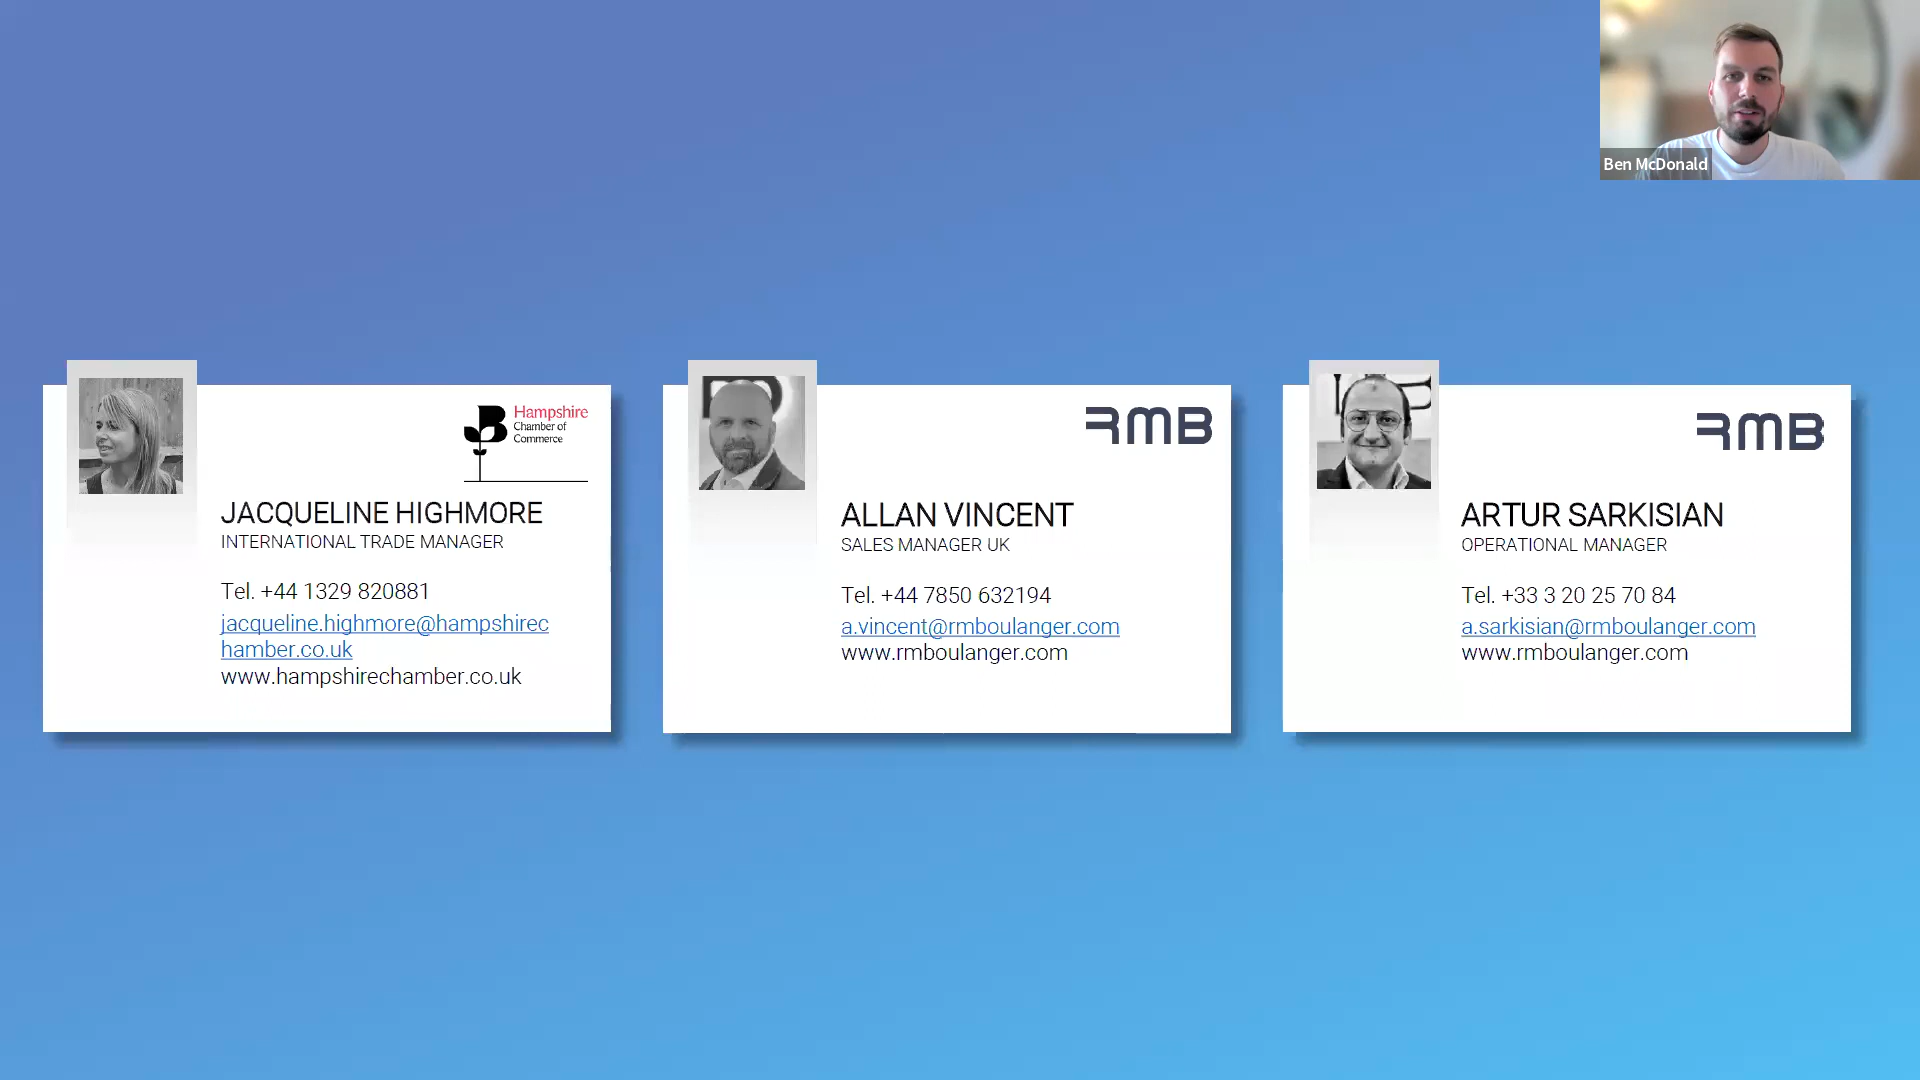 Ben McDonald
Hampshire
Chamber of
Commerce
JACQUELINE HIGHMORE
INTERNATIONAL TRADE MANAGER
Tel. +44 1329 820881
jacqueline.highmore@hampshirec
hamber.co.uk
www.hampshirechamber.co.uk
RMB
ALLAN VINCENT
SALES MANAGER UK
Tel. +44 7850 632194
a.vincent@rmboulanger.com
www.rmboulanger.com
RMB
ARTUR SARKISIAN
OPERATIONAL MANAGER
Tel. +33 3 20 25 70 84
a.sarkisian@rmboulanger.com
www.rmboulanger.com